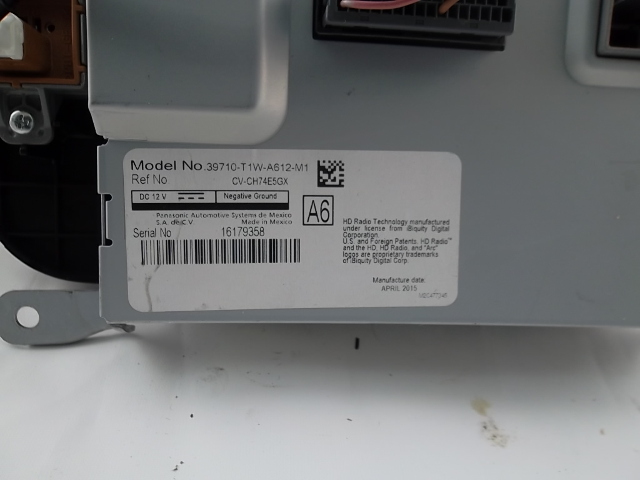 Model No. 39710-T1W-A612-M1
Ref No. CV-CH74E5GX
DC 12 V Negative Ground
Panasonic Automotive Systems de Mexico
S.A. de C.V. Made in Mexico
Serial No 16179358
A6
HD Radio Technology manufactured
under license from iBiquity Digital
Corporation.
U.S. and Foreign Patents. HD Radio™
and the HD, HD Radio, and "Arc"
logos are proprietary trademarks
of iBiquity Digital Corp.
Manufacture date:
APRIL 2015